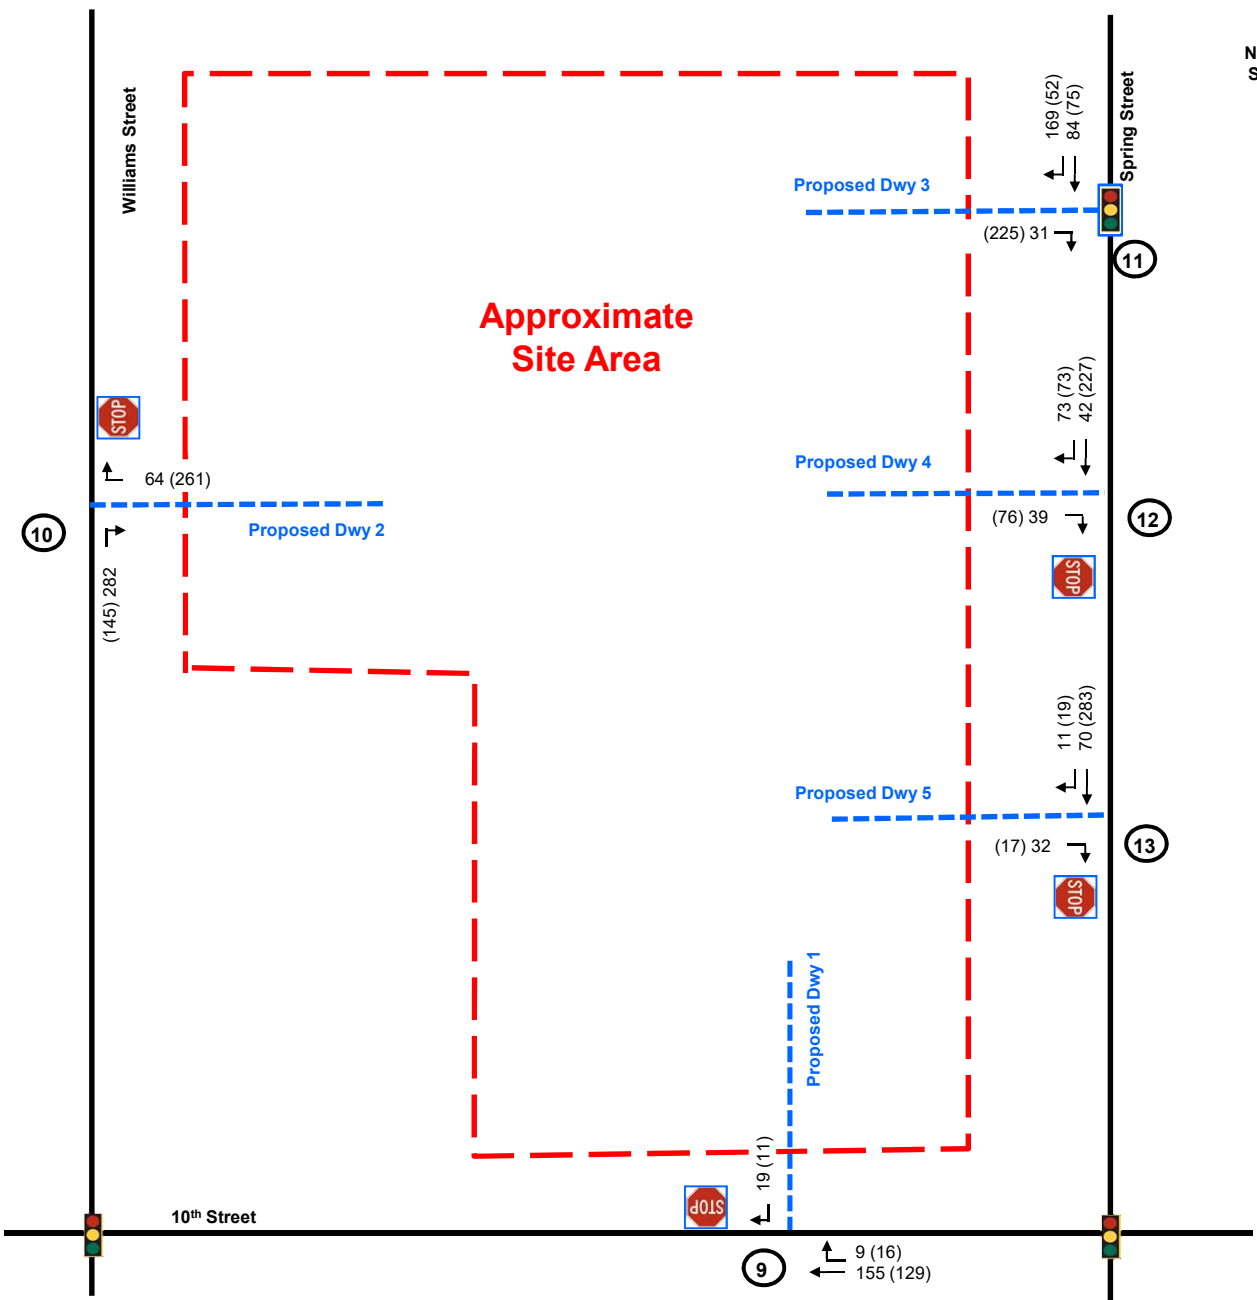 N
S
Williams Street
Spring Street
169 (52)
84 (75)
Proposed Dwy 3
(225) 31
11
Approximate
Site Area
73 (73)
42 (227)
STOP
Proposed Dwy 4
64 (261)
(76) 39
12
10
Proposed Dwy 2
STOP
(145) 282
11 (19)
70 (283)
Proposed Dwy 5
(17) 32
13
STOP
Proposed Dwy 1
19 (11)
STOP
10th Street
9 (16)
9
155 (129)